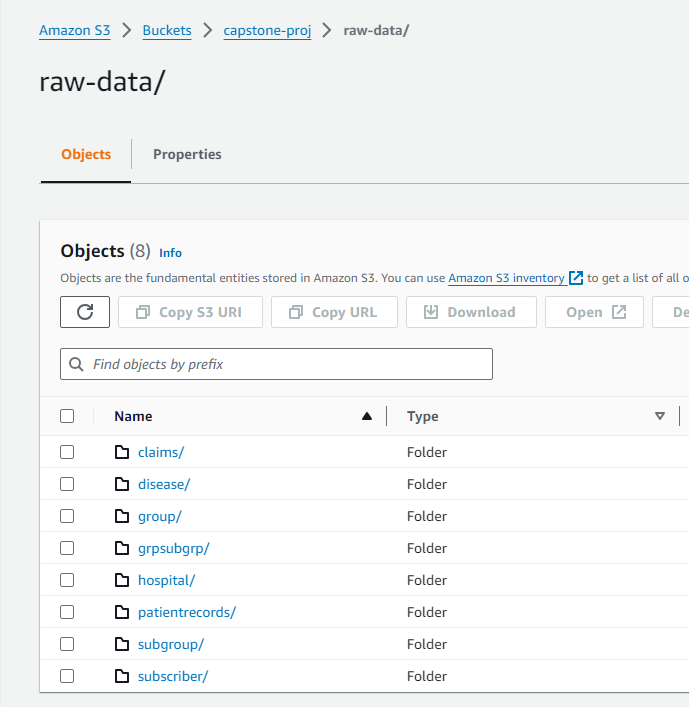 Amazon S3 > Buckets > capstone-proj > raw-data/
raw-data/
Objects Properties
Objects (8) Info
Objects are the fundamental entities stored in Amazon S3. You can use Amazon S3 inventory to get a list of all o
Copy S3 URI Copy URL Download Open De
Find objects by prefix
Name Type
claims/ Folder
disease/ Folder
group/ Folder
grpsubgrp/ Folder
hospital/ Folder
patientrecords/ Folder
subgroup/ Folder
subscriber/ Folder